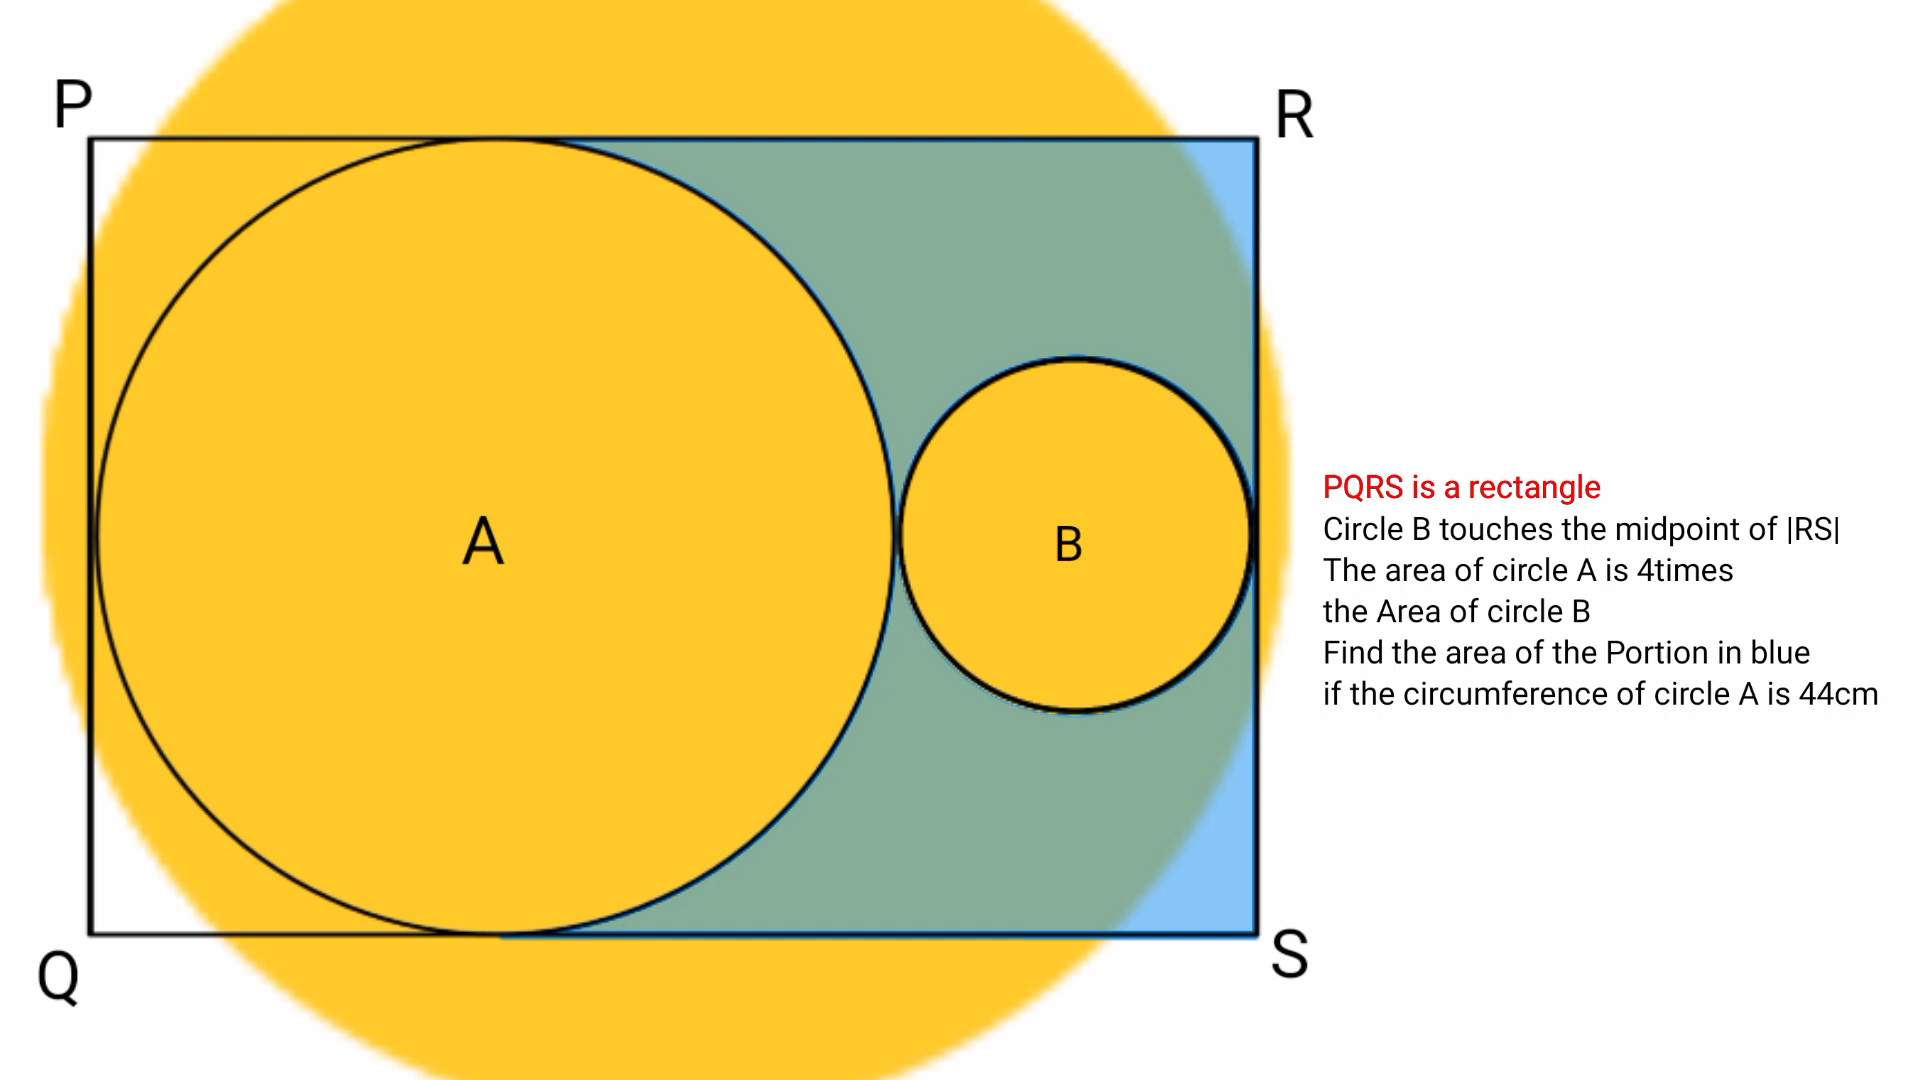 P
R
A
B
Q
S
PQRS is a rectangle
Circle B touches the midpoint of |RS|
The area of circle A is 4times
the Area of circle B
Find the area of the Portion in blue
if the circumference of circle A is 44cm